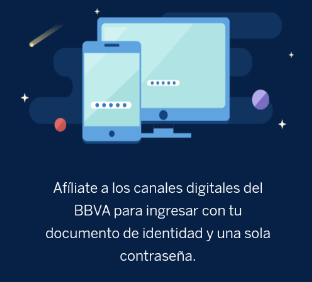 Afíliate a los canales digitales del
BBVA para ingresar con tu
documento de identidad y una sola
contraseña.